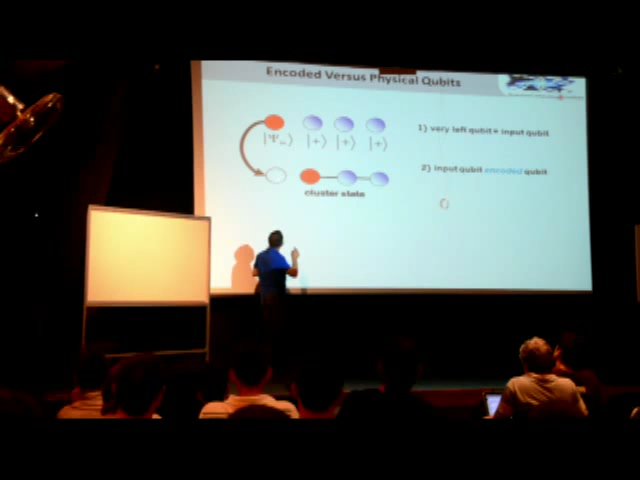 Encoded Versus Physical Qubits
|Ψin⟩ |+⟩ |+⟩ |+⟩
1) very left qubit = input qubit
2) input qubit encoded qubit
cluster state